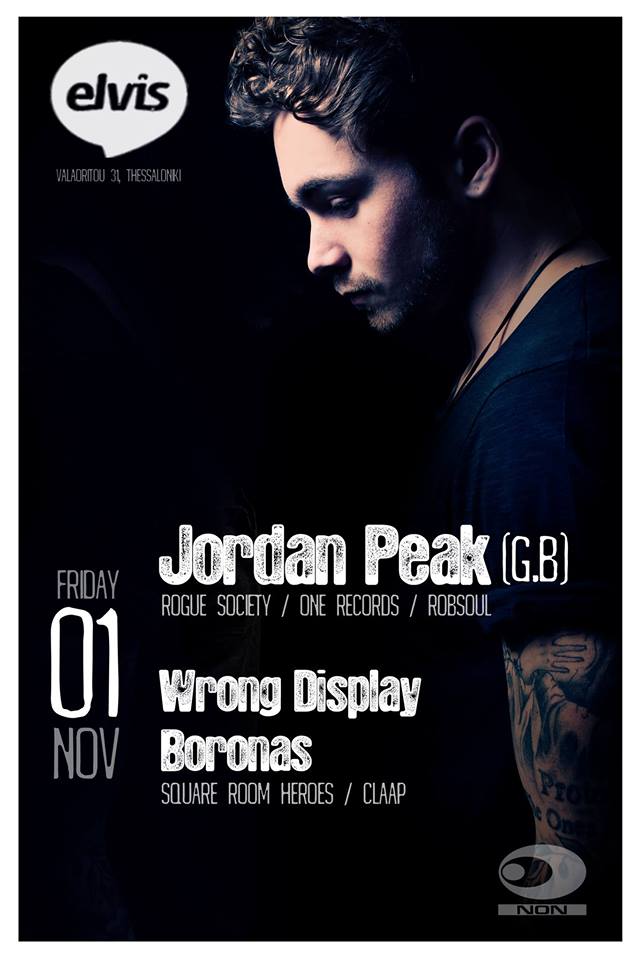 elvis
VALAORITOU 31, THESSALONIKI
Jordan Peak (G.B)
ROGUE SOCIETY / ONE RECORDS / ROBSOUL
FRIDAY
01
NOV
Wrong Display
Boronas
SQUARE ROOM HEROES / CLAAP
NON